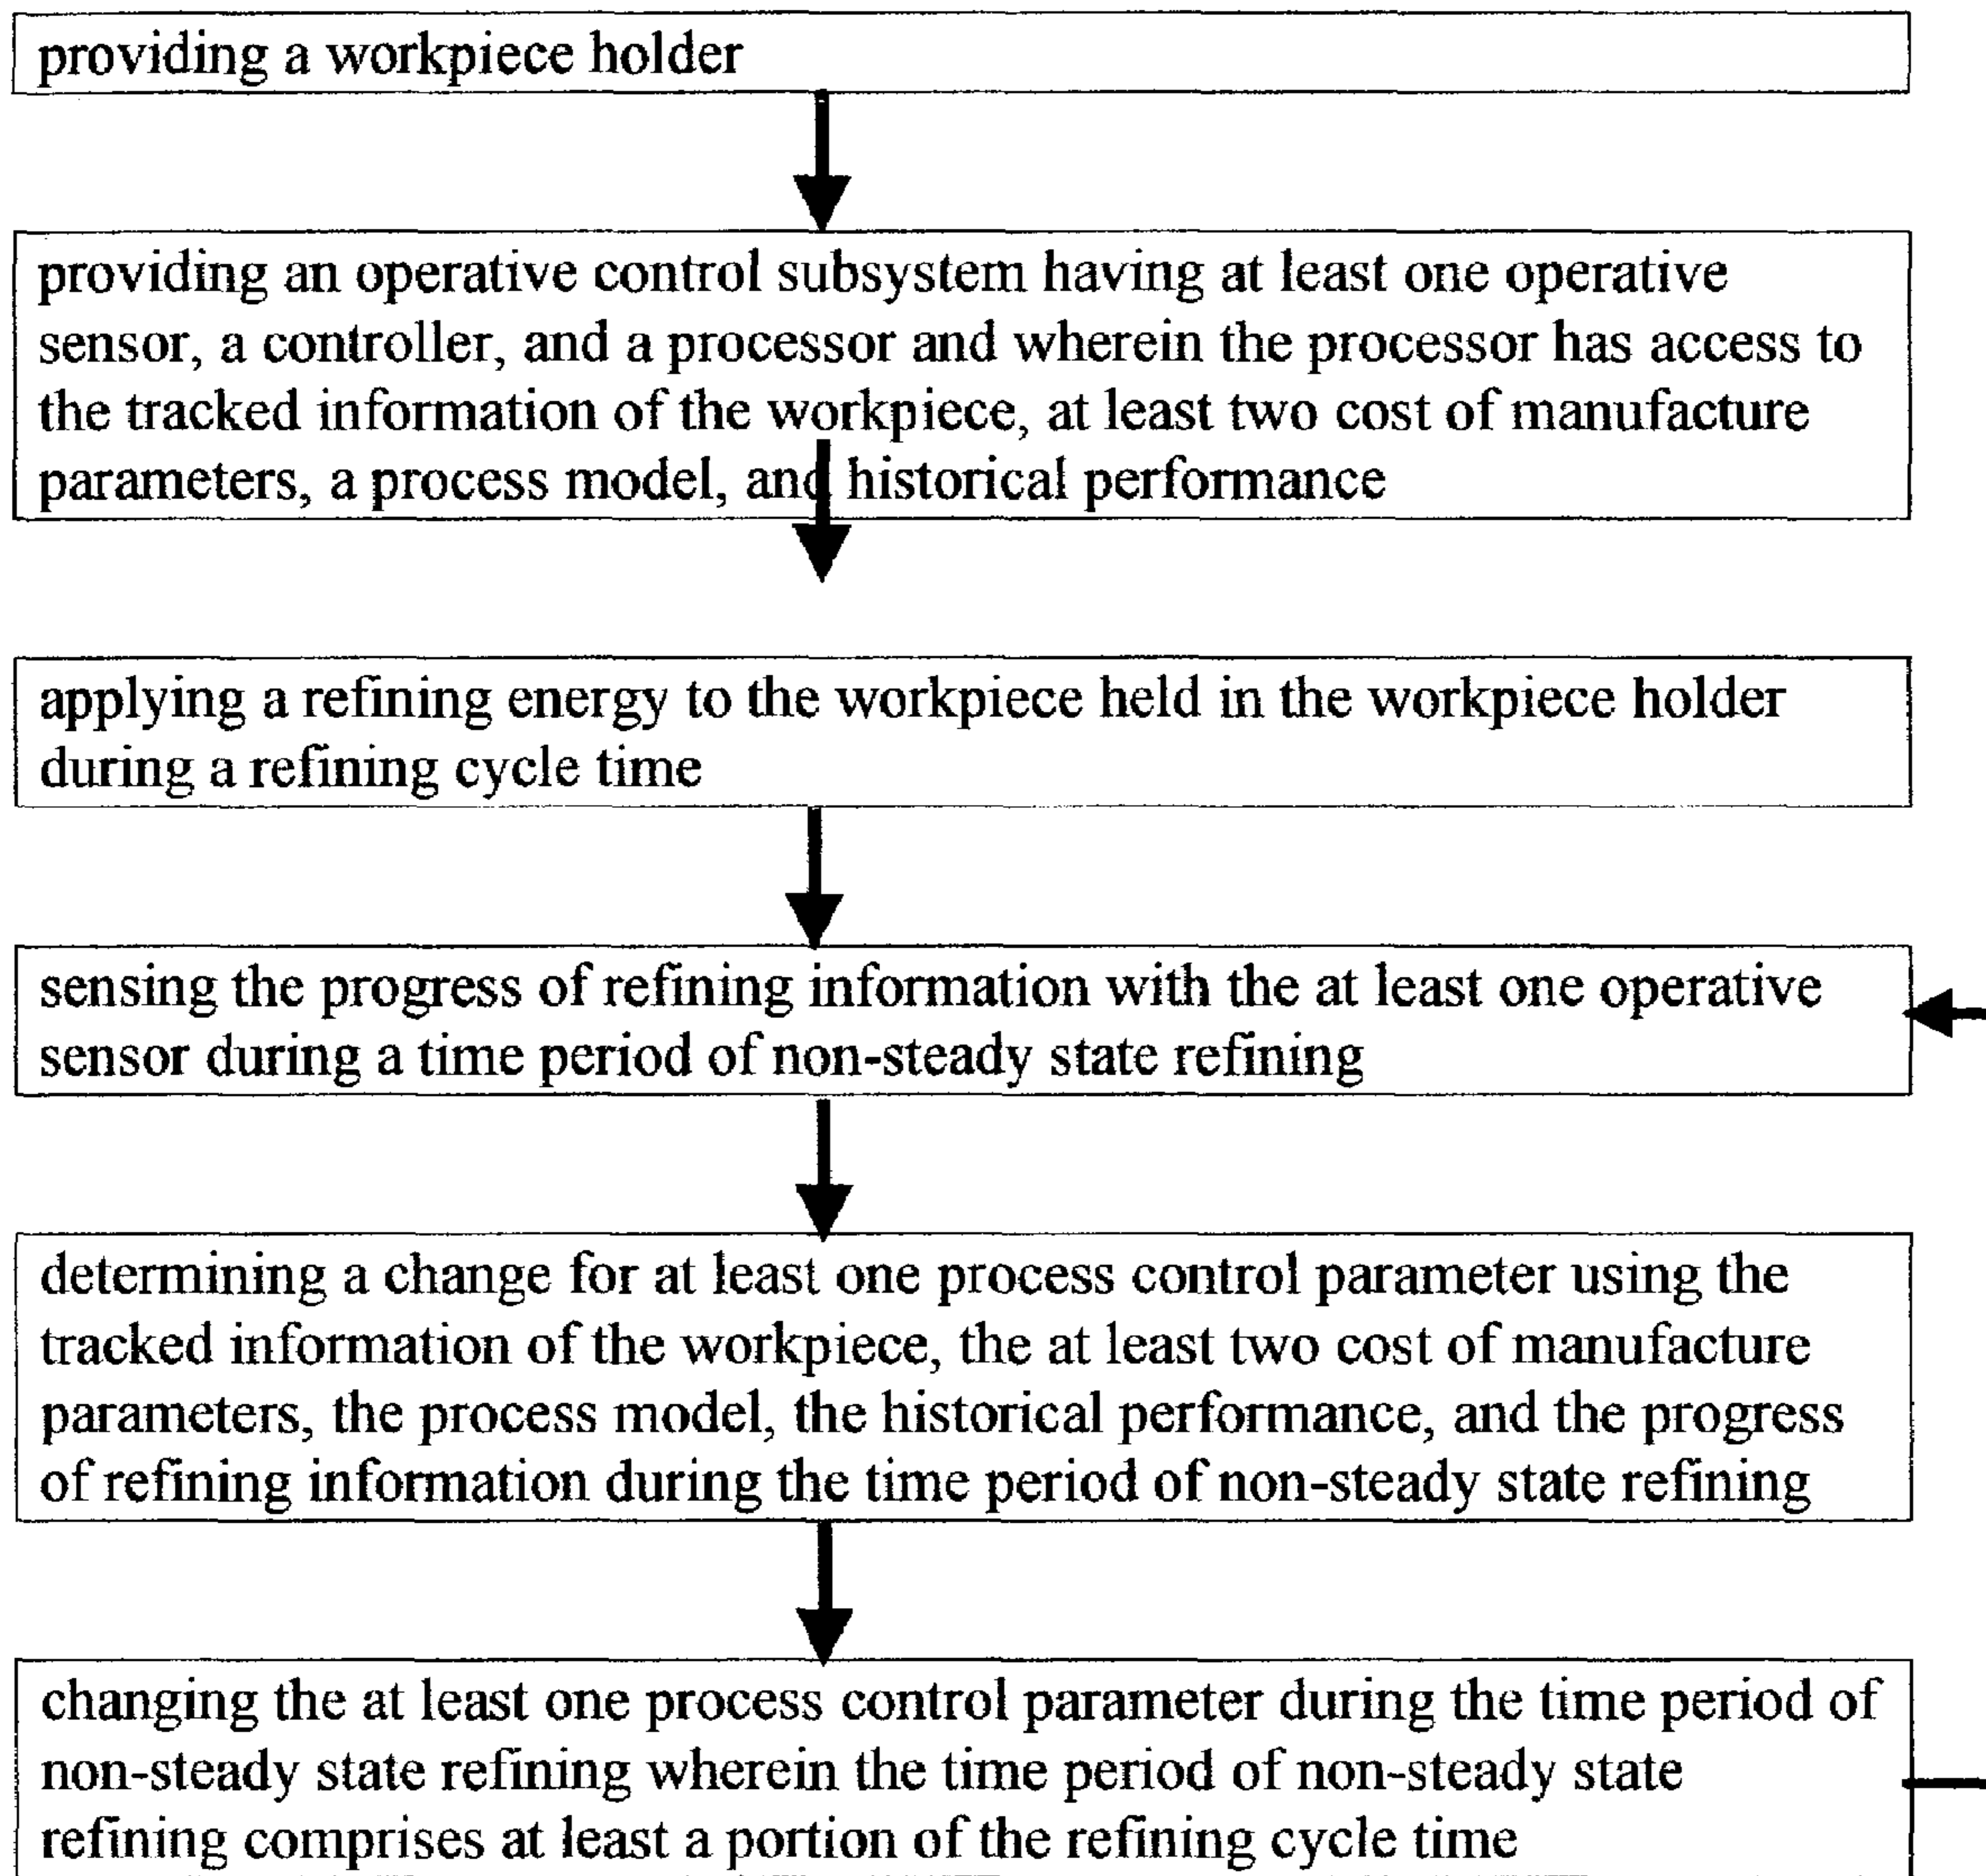 providing a workpiece holder
providing an operative control subsystem having at least one operative
sensor, a controller, and a processor and wherein the processor has access to
the tracked information of the workpiece, at least two cost of manufacture
parameters, a process model, and historical performance
applying a refining energy to the workpiece held in the workpiece holder
during a refining cycle time
sensing the progress of refining information with the at least one operative
sensor during a time period of non-steady state refining
determining a change for at least one process control parameter using the
tracked information of the workpiece, the at least two cost of manufacture
parameters, the process model, the historical performance, and the progress
of refining information during the time period of non-steady state refining
changing the at least one process control parameter during the time period of
non-steady state refining wherein the time period of non-steady state
refining comprises at least a portion of the refining cycle time